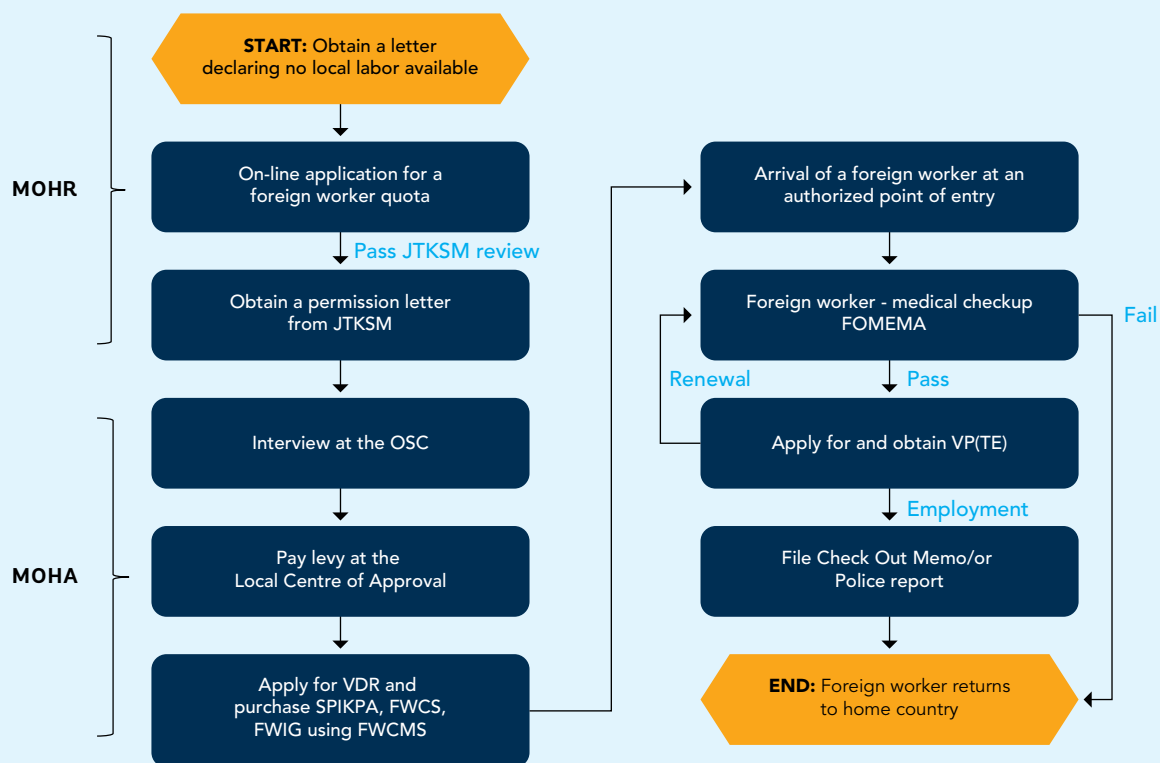 MOHR
START: Obtain a letter
declaring no local labor available
On-line application for a
foreign worker quota
Pass JTKSM review
Obtain a permission letter
from JTKSM
MOHA
Interview at the OSC
Pay levy at the
Local Centre of Approval
Apply for VDR and
purchase SPIKPA, FWCS,
FWIG using FWCMS
Arrival of a foreign worker at an
authorized point of entry
Foreign worker - medical checkup
FOMEMA
Fail
Renewal
Pass
Apply for and obtain VP(TE)
Employment
File Check Out Memo/or
Police report
END: Foreign worker returns
to home country